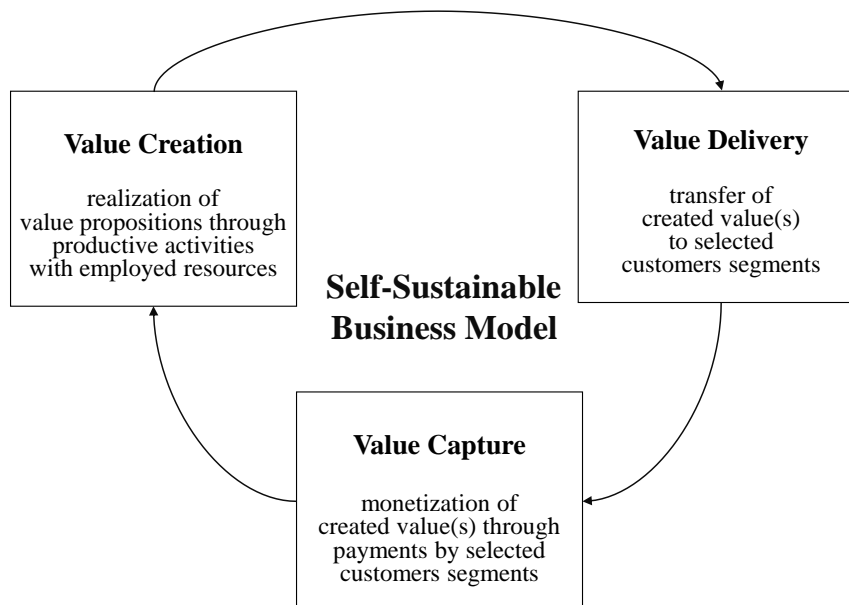 Value Creation
realization of
value propositions through
productive activities
with employed resources
Value Delivery
transfer of
created value(s)
to selected
customers segments
Self-Sustainable
Business Model
Value Capture
monetization of
created value(s) through
payments by selected
customers segments